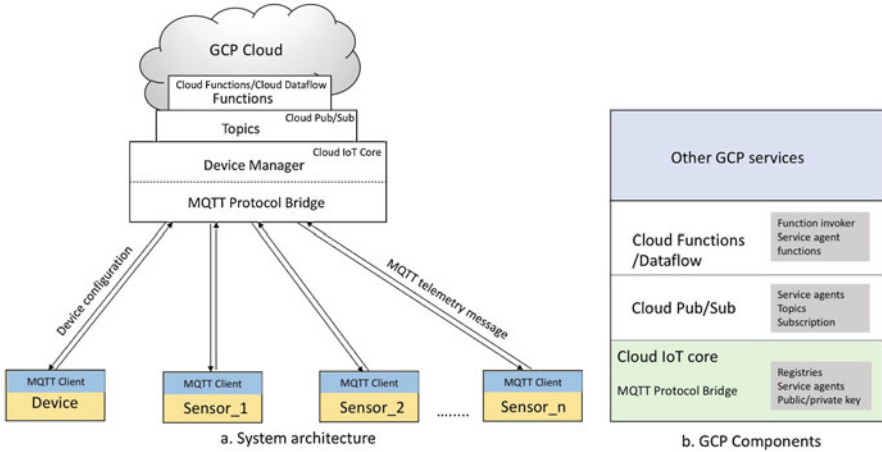 GCP Cloud
Cloud Functions/Cloud Dataflow
Functions
Cloud Pub/Sub
Topics
Cloud IoT Core
Device Manager
MQTT Protocol Bridge
Device configuration
MQTT telemetry message
MQTT Client
Device
MQTT Client
Sensor_1
MQTT Client
Sensor_2
........
MQTT Client
Sensor_n
a. System architecture
Other GCP services
Cloud Functions
/Dataflow
Function invoker
Service agent
functions
Cloud Pub/Sub
Service agents
Topics
Subscription
Cloud IoT core
MQTT Protocol Bridge
Registries
Service agents
Public/private key
b. GCP Components